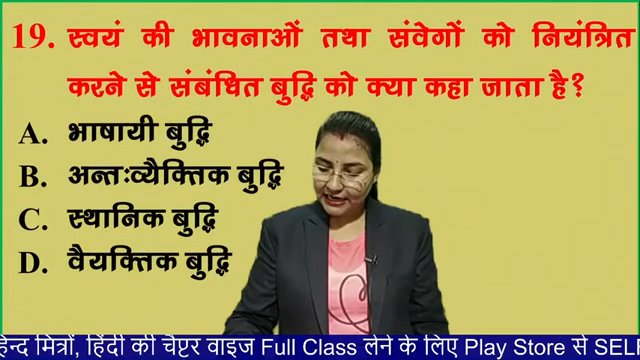 19. स्वयं की भावनाओं तथा संवेगों को नियंत्रित
करने से संबंधित बुद्धि को क्या कहा जाता है?
A. भाषायी बुद्धि
B. अन्तःव्यैक्तिक बुद्धि
C. स्थानिक बुद्धि
D. वैयक्तिक बुद्धि
हिन्द मित्रों, हिंदी की चैप्टर वाइज Full Class लेने के लिए Play Store से SEL